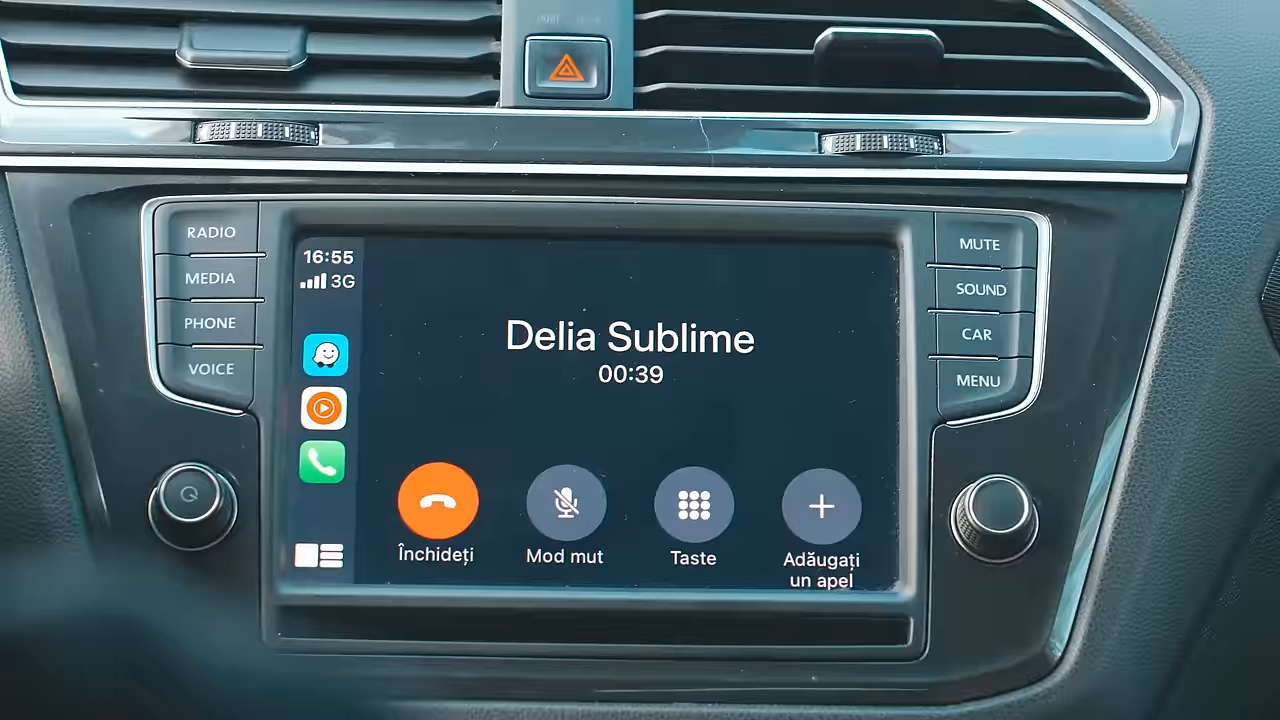 RADIO
MEDIA
PHONE
VOICE
16:55
3G
Delia Sublime
00:39
Închideți
Mod mut
Taste
Adăugați
un apel
MUTE
SOUND
CAR
MENU